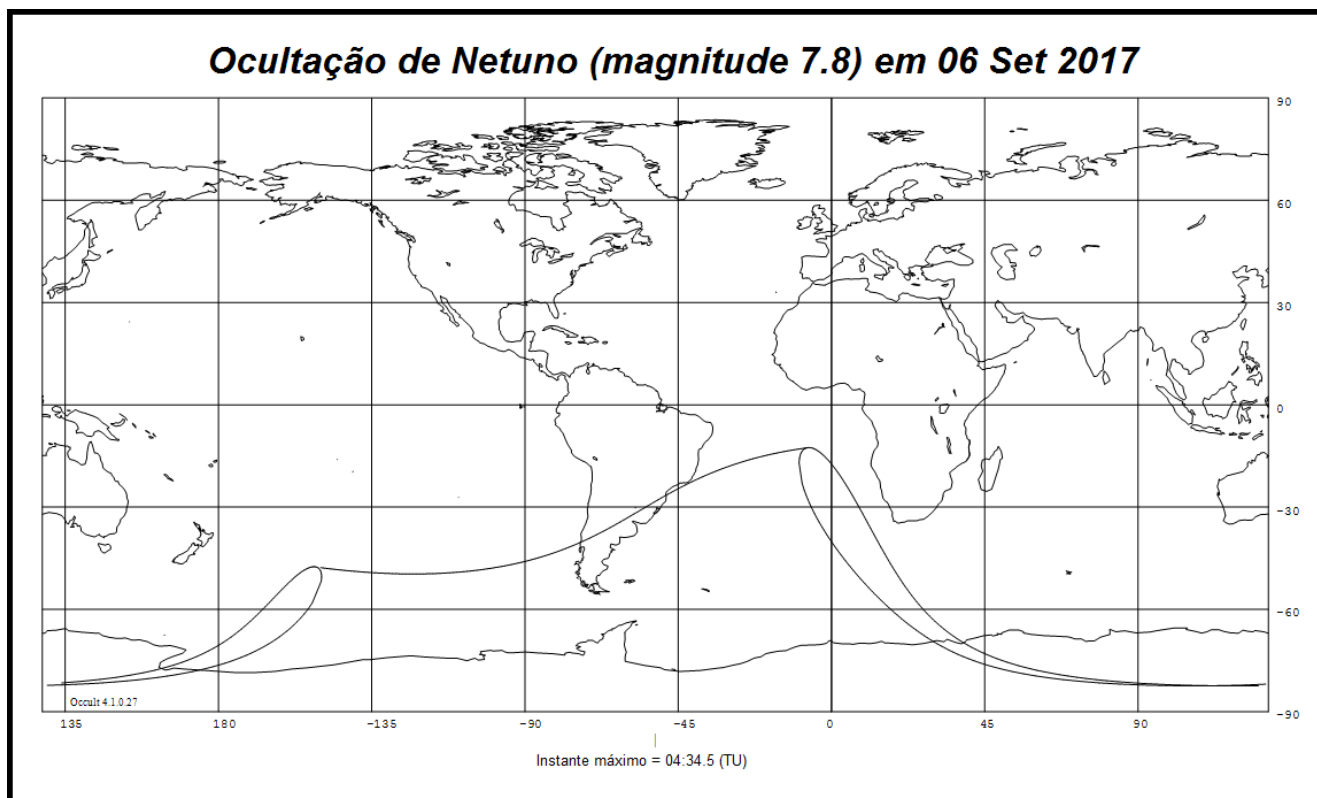 Ocultação de Netuno (magnitude 7.8) em 06 Set 2017
90
60
30
0
-30
-60
-90
Occult 4.1.0.27
135 180 -135 -90 -45 0 45 90
Instante máximo = 04:34.5 (TU)